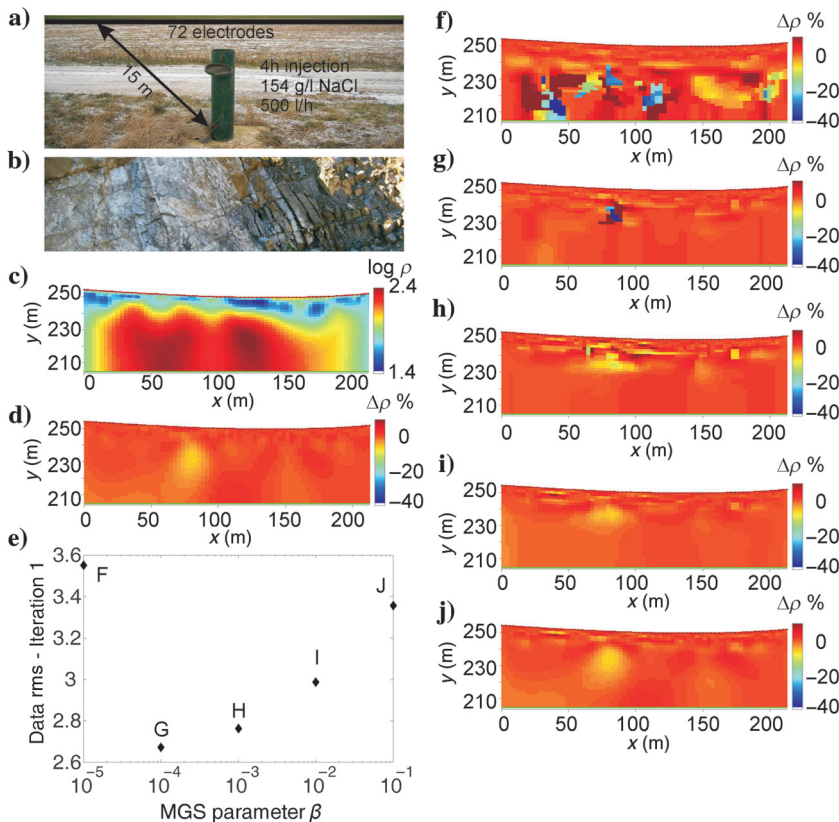 a)
72 electrodes
15 m
4h injection
154 g/l NaCl
500 l/h
b)
c)
log ρ
2.4
1.4
y (m)
250
230
210
0 50 100 150 200
x (m)
d)
Δρ %
0
−20
−40
y (m)
250
230
210
0 50 100 150 200
x (m)
e)
Data rms - Iteration 1
3.6
3.4
3.2
3
2.8
2.6
F
G
H
I
J
10⁻⁵ 10⁻⁴ 10⁻³ 10⁻² 10⁻¹
MGS parameter β
f)
Δρ %
0
−20
−40
y (m)
250
230
210
0 50 100 150 200
x (m)
g)
Δρ %
0
−20
−40
y (m)
250
230
210
0 50 100 150 200
x (m)
h)
Δρ %
0
−20
−40
y (m)
250
230
210
0 50 100 150 200
x (m)
i)
Δρ %
0
−20
−40
y (m)
250
230
210
0 50 100 150 200
x (m)
j)
Δρ %
0
−20
−40
y (m)
250
230
210
0 50 100 150 200
x (m)